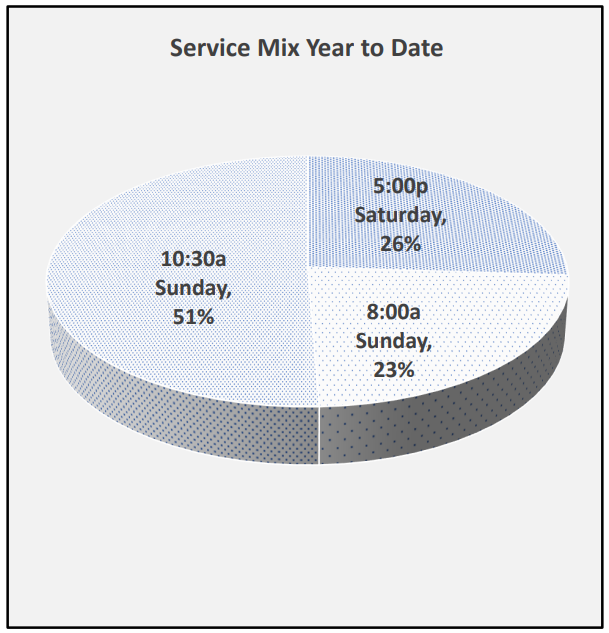 Service Mix Year to Date
5:00p
Saturday,
26%
10:30a
Sunday,
51%
8:00a
Sunday,
23%